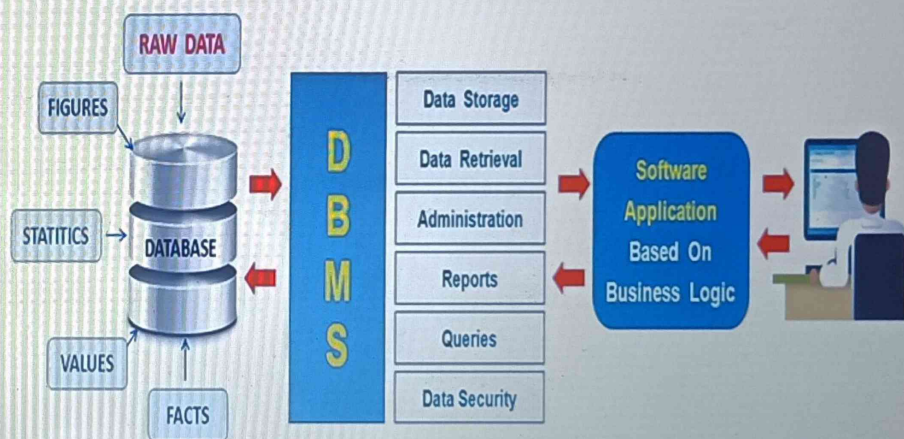 RAW DATA
FIGURES
STATITICS
DATABASE
VALUES
FACTS
D
B
M
S
Data Storage
Data Retrieval
Administration
Reports
Queries
Data Security
Software
Application
Based On
Business Logic